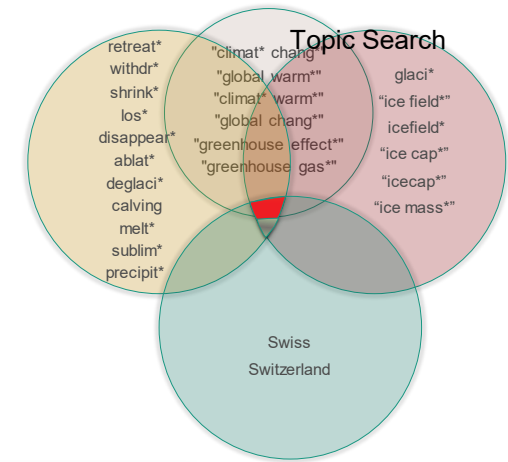 Topic Search
retreat*
withdr*
shrink*
los*
disappear*
ablat*
deglaci*
calving
melt*
sublim*
precipit*
"climat* chang*"
"global warm*"
"climat* warm*"
"global chang*"
"greenhouse effect*"
"greenhouse gas*"
glaci*
“ice field*”
icefield*
“ice cap*”
“icecap*”
“ice mass*”
Swiss
Switzerland